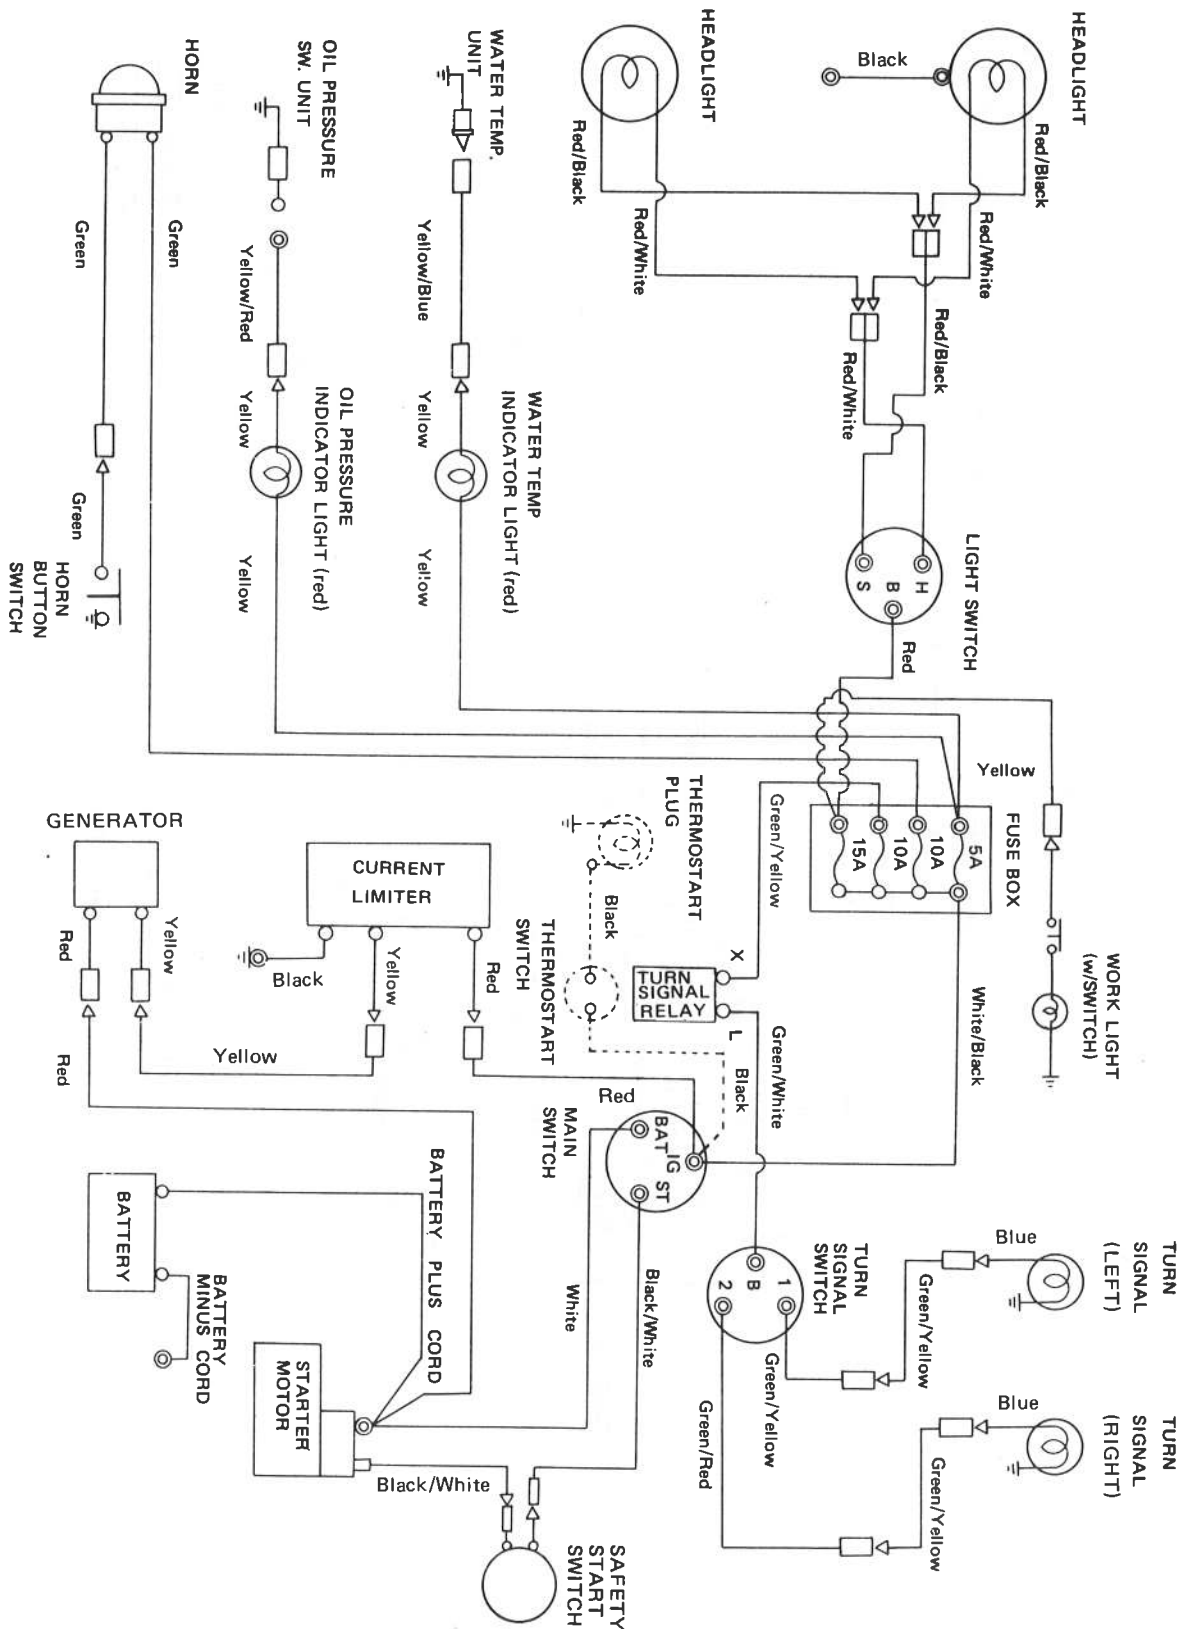 HORN
Green
Green
Green
HORN
BUTTON
SWITCH
OIL PRESSURE
SW. UNIT
Yellow/Red
Yellow
OIL PRESSURE
INDICATOR LIGHT (red)
Yellow
WATER TEMP.
UNIT
Yellow/Blue
Yellow
WATER TEMP
INDICATOR LIGHT (red)
Yellow
HEADLIGHT
Red/Black
Red/White
Black
HEADLIGHT
Red/Black
Red/White
Red/Black
Red/White
LIGHT SWITCH
S
B
H
Red
Yellow
FUSE BOX
15A
10A
10A
5A
WORK LIGHT
(w/SWITCH)
White/Black
Green/Yellow
THERMOSTART
PLUG
Black
THERMOSTART
SWITCH
TURN
SIGNAL
RELAY
X
L
Green/White
Black
GENERATOR
Red
Yellow
CURRENT
LIMITER
Black
Yellow
Red
Yellow
Red
Red
MAIN
SWITCH
BAT
IG
ST
BATTERY
BATTERY
MINUS CORD
BATTERY PLUS CORD
STARTER
MOTOR
White
Black/White
Black/White
SAFETY
START
SWITCH
TURN
SIGNAL
SWITCH
1
B
2
Green/Yellow
Green/Red
Blue
Green/Yellow
TURN
SIGNAL
(LEFT)
Blue
Green/Yellow
TURN
SIGNAL
(RIGHT)